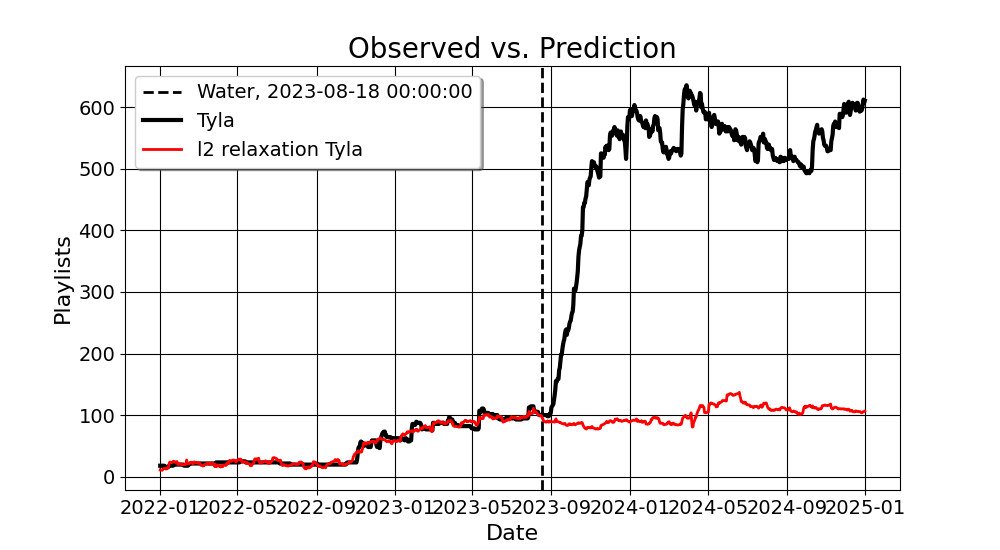 Observed vs. Prediction
Water, 2023-08-18 00:00:00
Tyla
l2 relaxation Tyla
Playlists
600
500
400
300
200
100
0
2022-01 2022-05 2022-09 2023-01 2023-05 2023-09 2024-01 2024-05 2024-09 2025-01
Date